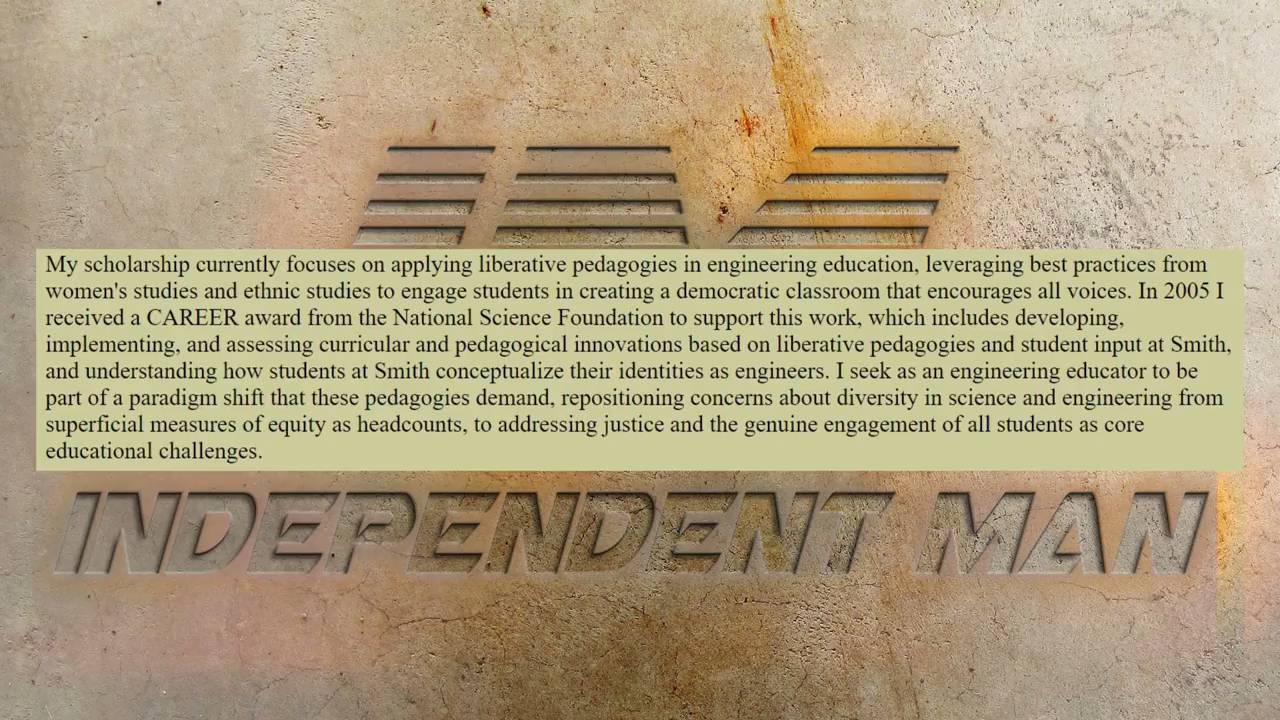 My scholarship currently focuses on applying liberative pedagogies in engineering education, leveraging best practices from
women's studies and ethnic studies to engage students in creating a democratic classroom that encourages all voices. In 2005 I
received a CAREER award from the National Science Foundation to support this work, which includes developing,
implementing, and assessing curricular and pedagogical innovations based on liberative pedagogies and student input at Smith,
and understanding how students at Smith conceptualize their identities as engineers. I seek as an engineering educator to be
part of a paradigm shift that these pedagogies demand, repositioning concerns about diversity in science and engineering from
superficial measures of equity as headcounts, to addressing justice and the genuine engagement of all students as core
educational challenges.
INDEPENDENT MAN